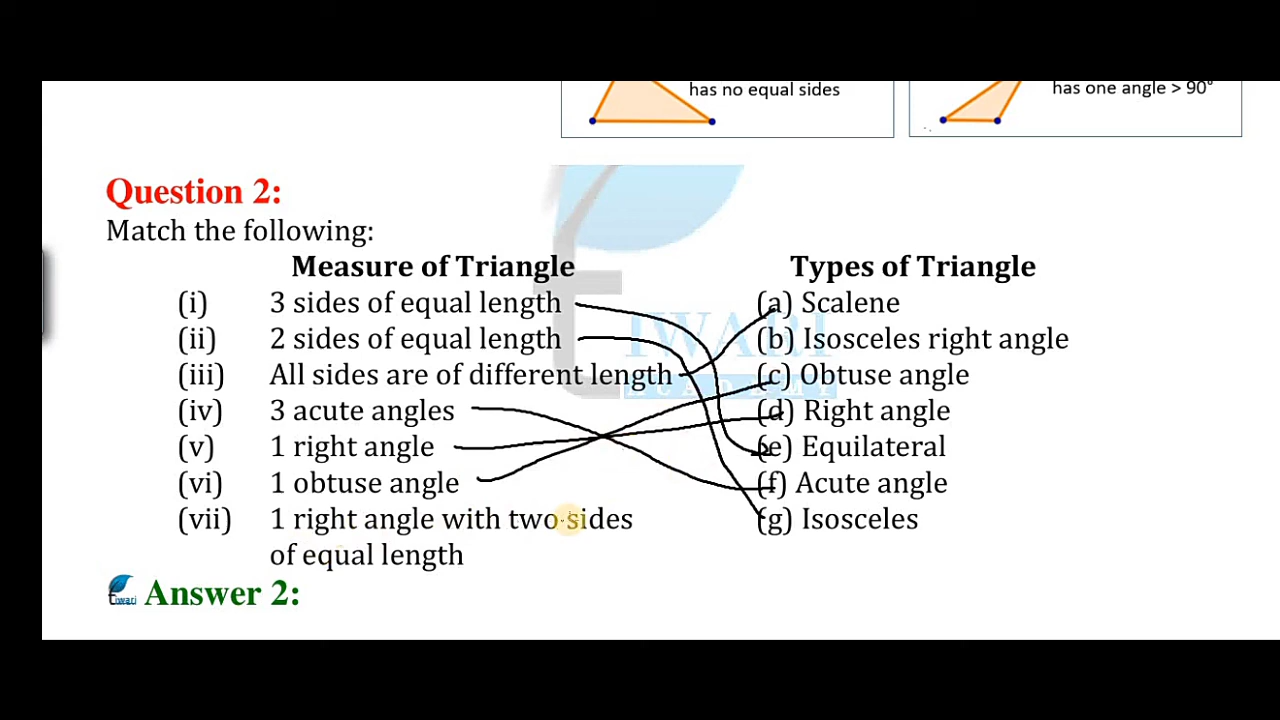 has no equal sides
has one angle > 90°
Question 2:
Match the following:
Measure of Triangle Types of Triangle
(i) 3 sides of equal length (a) Scalene
(ii) 2 sides of equal length (b) Isosceles right angle
(iii) All sides are of different length (c) Obtuse angle
(iv) 3 acute angles (d) Right angle
(v) 1 right angle (e) Equilateral
(vi) 1 obtuse angle (f) Acute angle
(vii) 1 right angle with two sides (g) Isosceles
of equal length
IWARI
ACADEMY
tiwari
Answer 2: